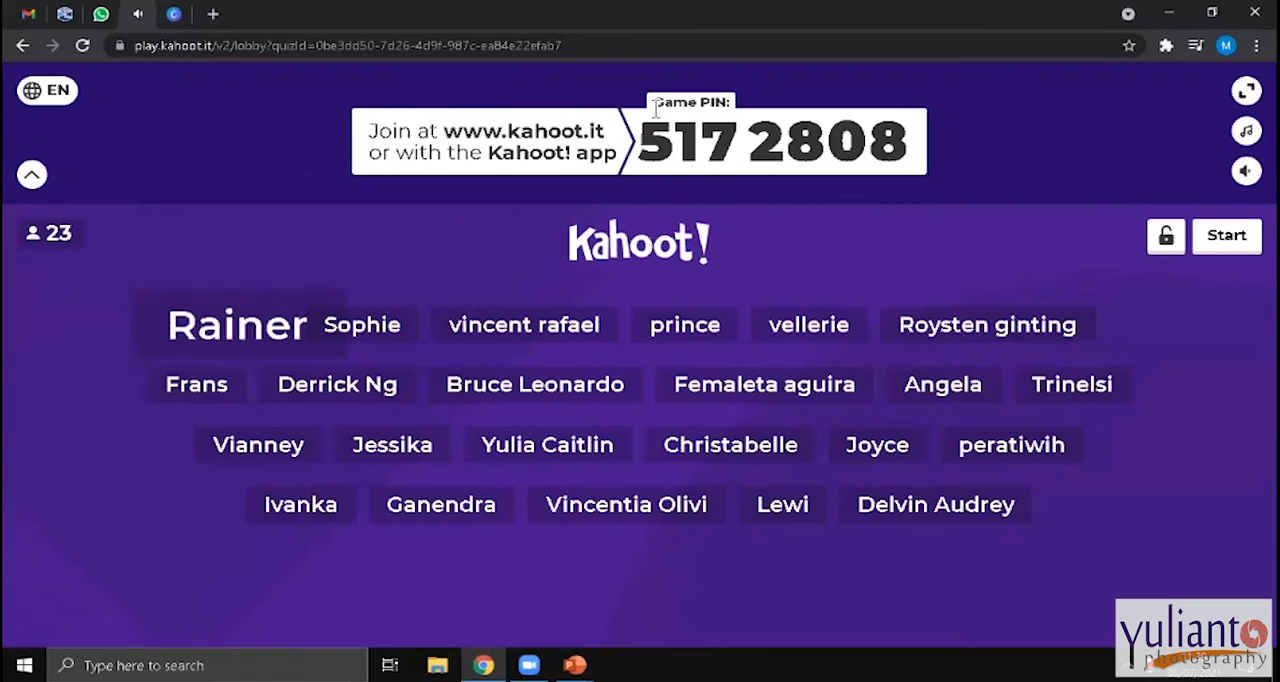 play.kahoot.it/v2/lobby?quizId=0be3dd50-7d26-4d9f-987c-ea84e22efab7
EN
Join at www.kahoot.it
or with the Kahoot! app
Game PIN:
517 2808
23
Kahoot!
Start
Rainer Sophie vincent rafael prince vellerie Roysten ginting
Frans Derrick Ng Bruce Leonardo Femaleta aguira Angela Trinelsi
Vianney Jessika Yulia Caitlin Christabelle Joyce peratiwih
Ivanka Ganendra Vincentia Olivi Lewi Delvin Audrey
Type here to search
yulianto
photography